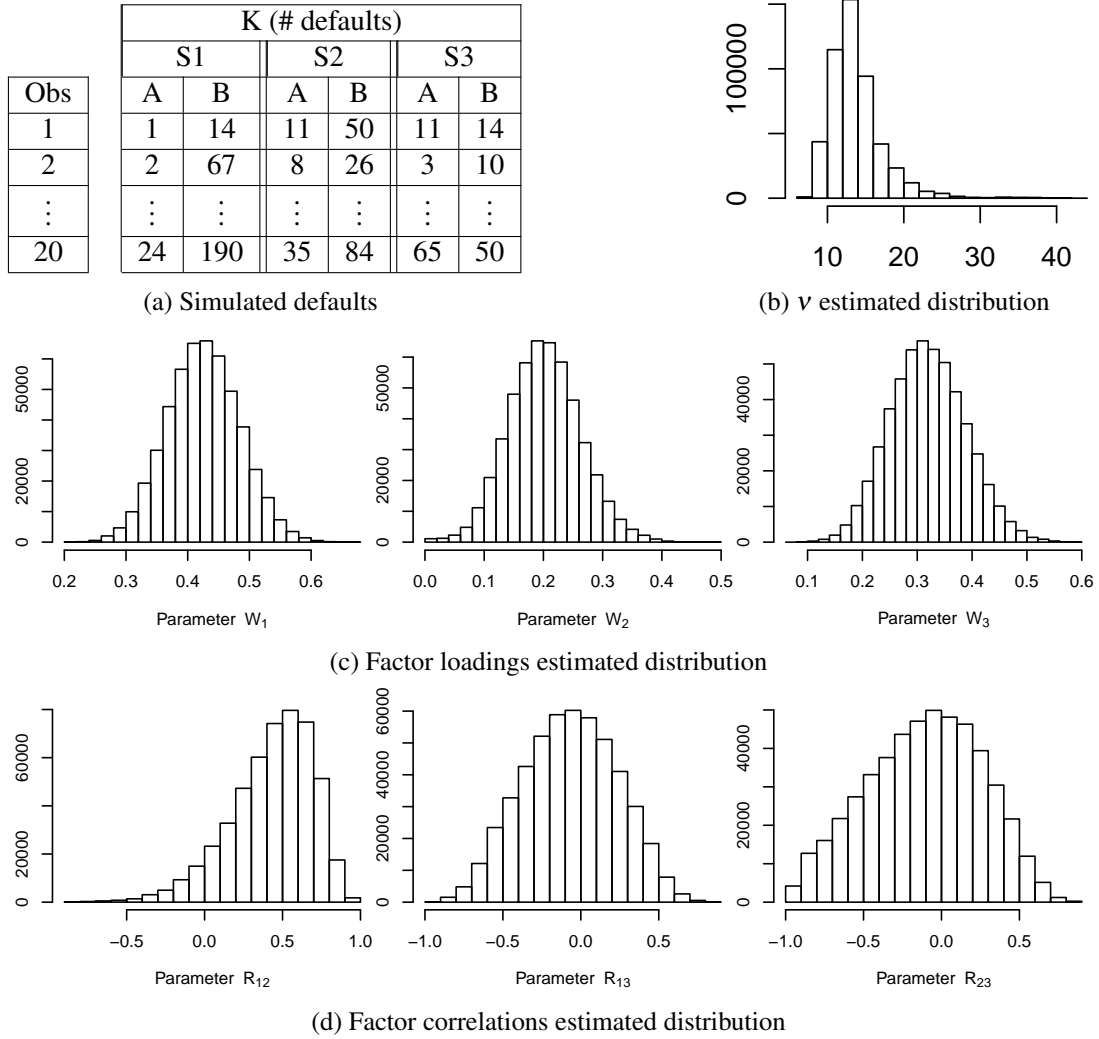 K (# defaults)
S1 S2 S3
Obs A B A B A B
1 1 14 11 50 11 14
2 2 67 8 26 3 10
⋮ ⋮ ⋮ ⋮ ⋮ ⋮ ⋮
20 24 190 35 84 65 50
(a) Simulated defaults
0 100000
10 20 30 40
(b) ν estimated distribution
0 20000 50000
0.2 0.3 0.4 0.5 0.6
Parameter W₁
0 20000 50000
0.0 0.1 0.2 0.3 0.4 0.5
Parameter W₂
0 20000 40000
0.1 0.2 0.3 0.4 0.5 0.6
Parameter W₃
(c) Factor loadings estimated distribution
0 20000 60000
−0.5 0.0 0.5 1.0
Parameter R₁₂
0 20000 40000 60000
−1.0 −0.5 0.0 0.5
Parameter R₁₃
0 20000 40000
−1.0 −0.5 0.0 0.5
Parameter R₂₃
(d) Factor correlations estimated distribution